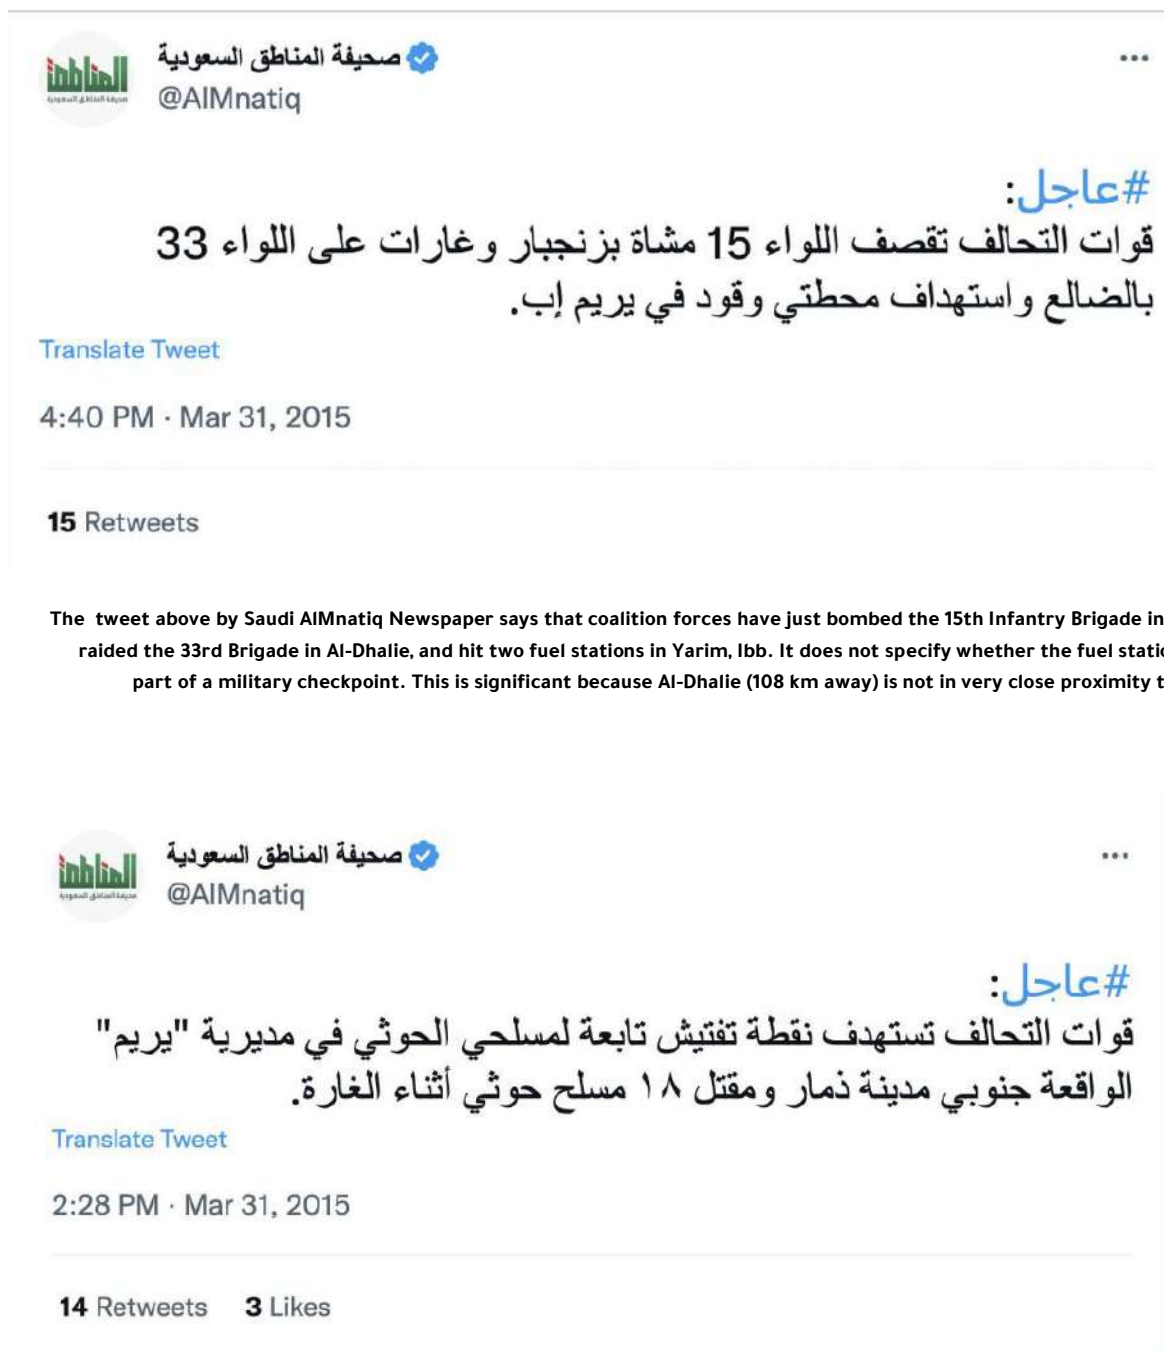 صحيفة المناطق السعودية
@AlMnatiq
#عاجل:
قوات التحالف تقصف اللواء 15 مشاة بزنجبار وغارات على اللواء 33
بالضالع واستهداف محطتي وقود في يريم إب.
Translate Tweet
4:40 PM · Mar 31, 2015
15 Retweets
The tweet above by Saudi AlMnatiq Newspaper says that coalition forces have just bombed the 15th Infantry Brigade in
raided the 33rd Brigade in Al-Dhalie, and hit two fuel stations in Yarim, Ibb. It does not specify whether the fuel
part of a military checkpoint. This is significant because Al-Dhalie (108 km away) is not in very close proximity
صحيفة المناطق السعودية
@AlMnatiq
#عاجل:
قوات التحالف تستهدف نقطة تفتيش تابعة لمسلحي الحوثي في مديرية "يريم"
الواقعة جنوبي مدينة ذمار ومقتل ١٨ مسلح حوثي أثناء الغارة.
Translate Tweet
2:28 PM · Mar 31, 2015
14 Retweets 3 Likes